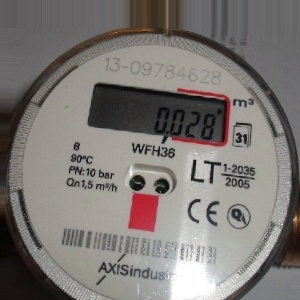 13-09784628
0.028
m³
31
WFH36
B
90°C
PN:10 bar
Qn1,5 m³/h
LT 1-2035
2005
CE
AXISindus